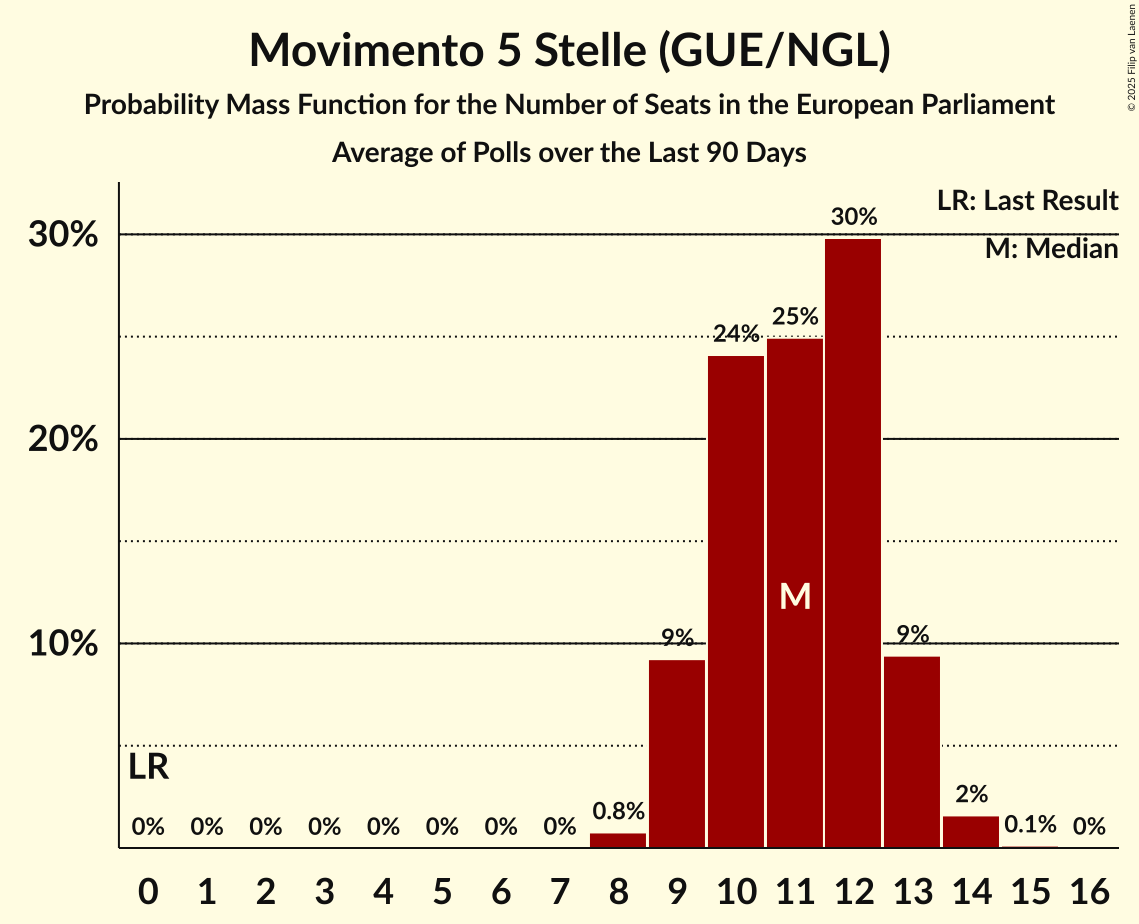 Movimento 5 Stelle (GUE/NGL)
Probability Mass Function for the Number of Seats in the European Parliament
Average of Polls over the Last 90 Days
© 2025 Filip van Laenen
LR: Last Result
M: Median
30%
20%
10%
LR
M
0% 0% 0% 0% 0% 0% 0% 0% 0.8% 9% 24% 25% 30% 9% 2% 0.1% 0%
0 1 2 3 4 5 6 7 8 9 10 11 12 13 14 15 16